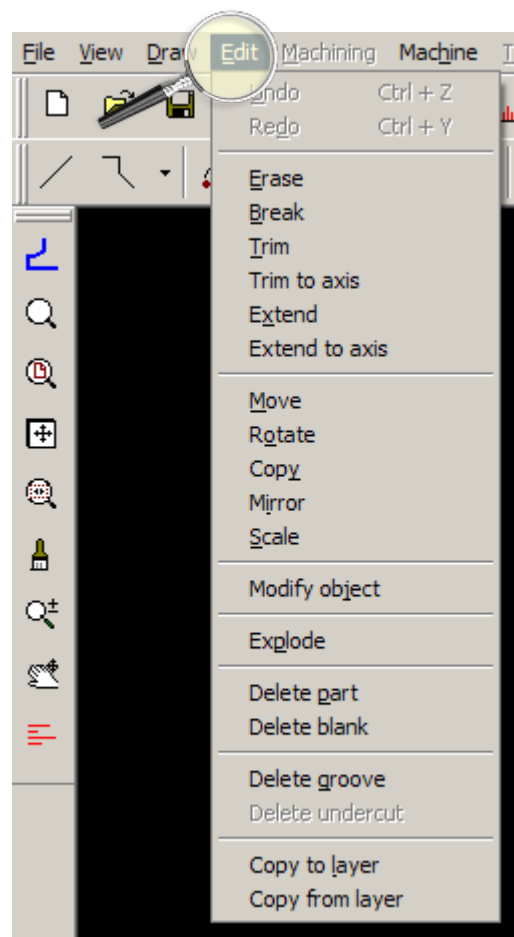 File View Draw Edit Machining Machine T
Undo Ctrl + Z
Redo Ctrl + Y
Erase
Break
Trim
Trim to axis
Extend
Extend to axis
Move
Rotate
Copy
Mirror
Scale
Modify object
Explode
Delete part
Delete blank
Delete groove
Delete undercut
Copy to layer
Copy from layer